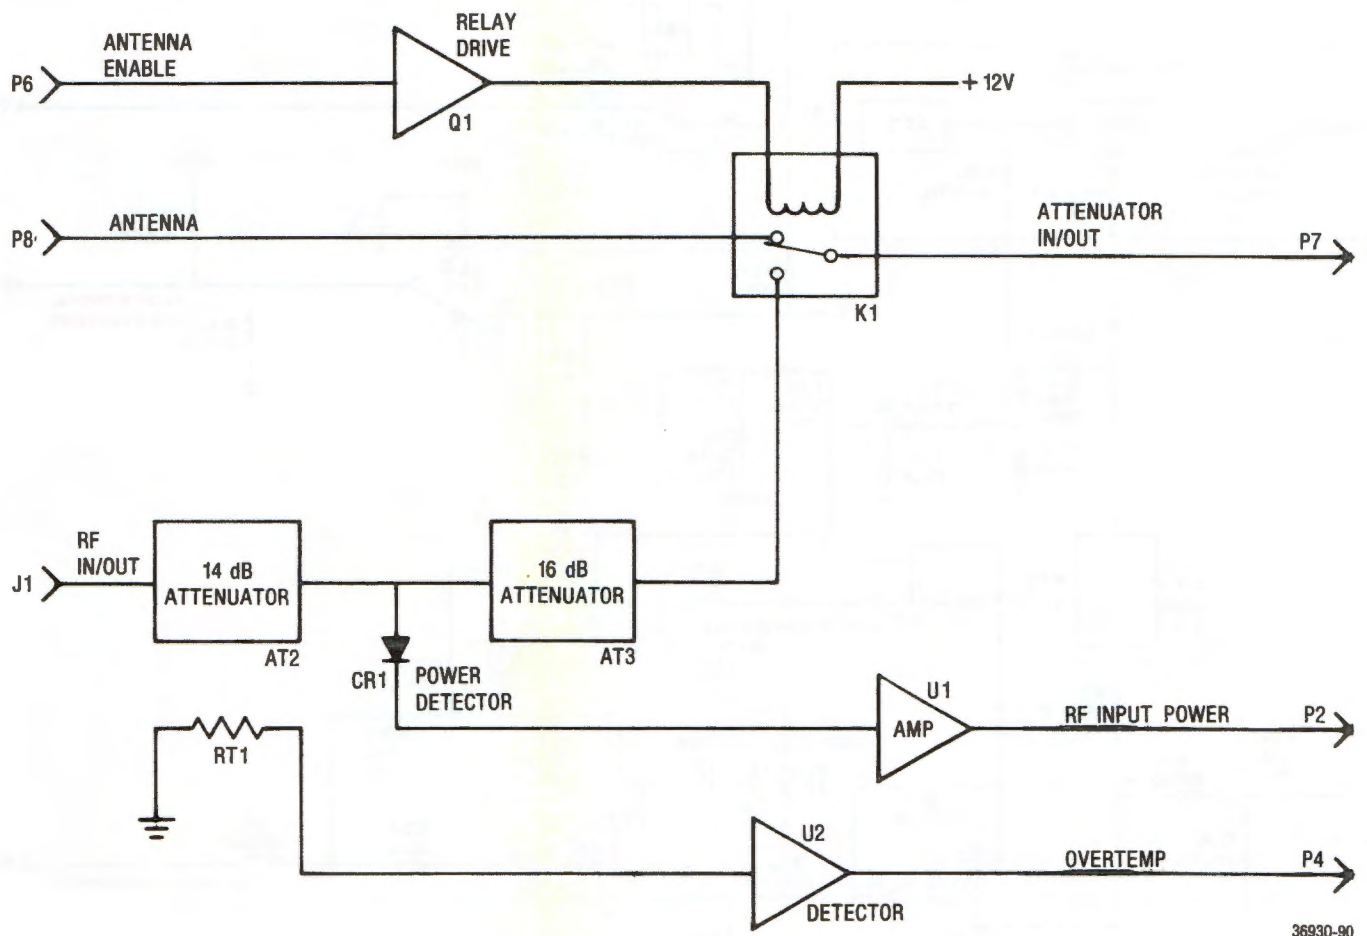 ANTENNA
ENABLE
P6
RELAY
DRIVE
Q1
+12V
P8
ANTENNA
ATTENUATOR
IN/OUT
P7
K1
RF
IN/OUT
J1
14 dB
ATTENUATOR
AT2
16 dB
ATTENUATOR
AT3
CR1
POWER
DETECTOR
U1
AMP
RF INPUT POWER
P2
RT1
U2
DETECTOR
OVERTEMP
P4
36930-90